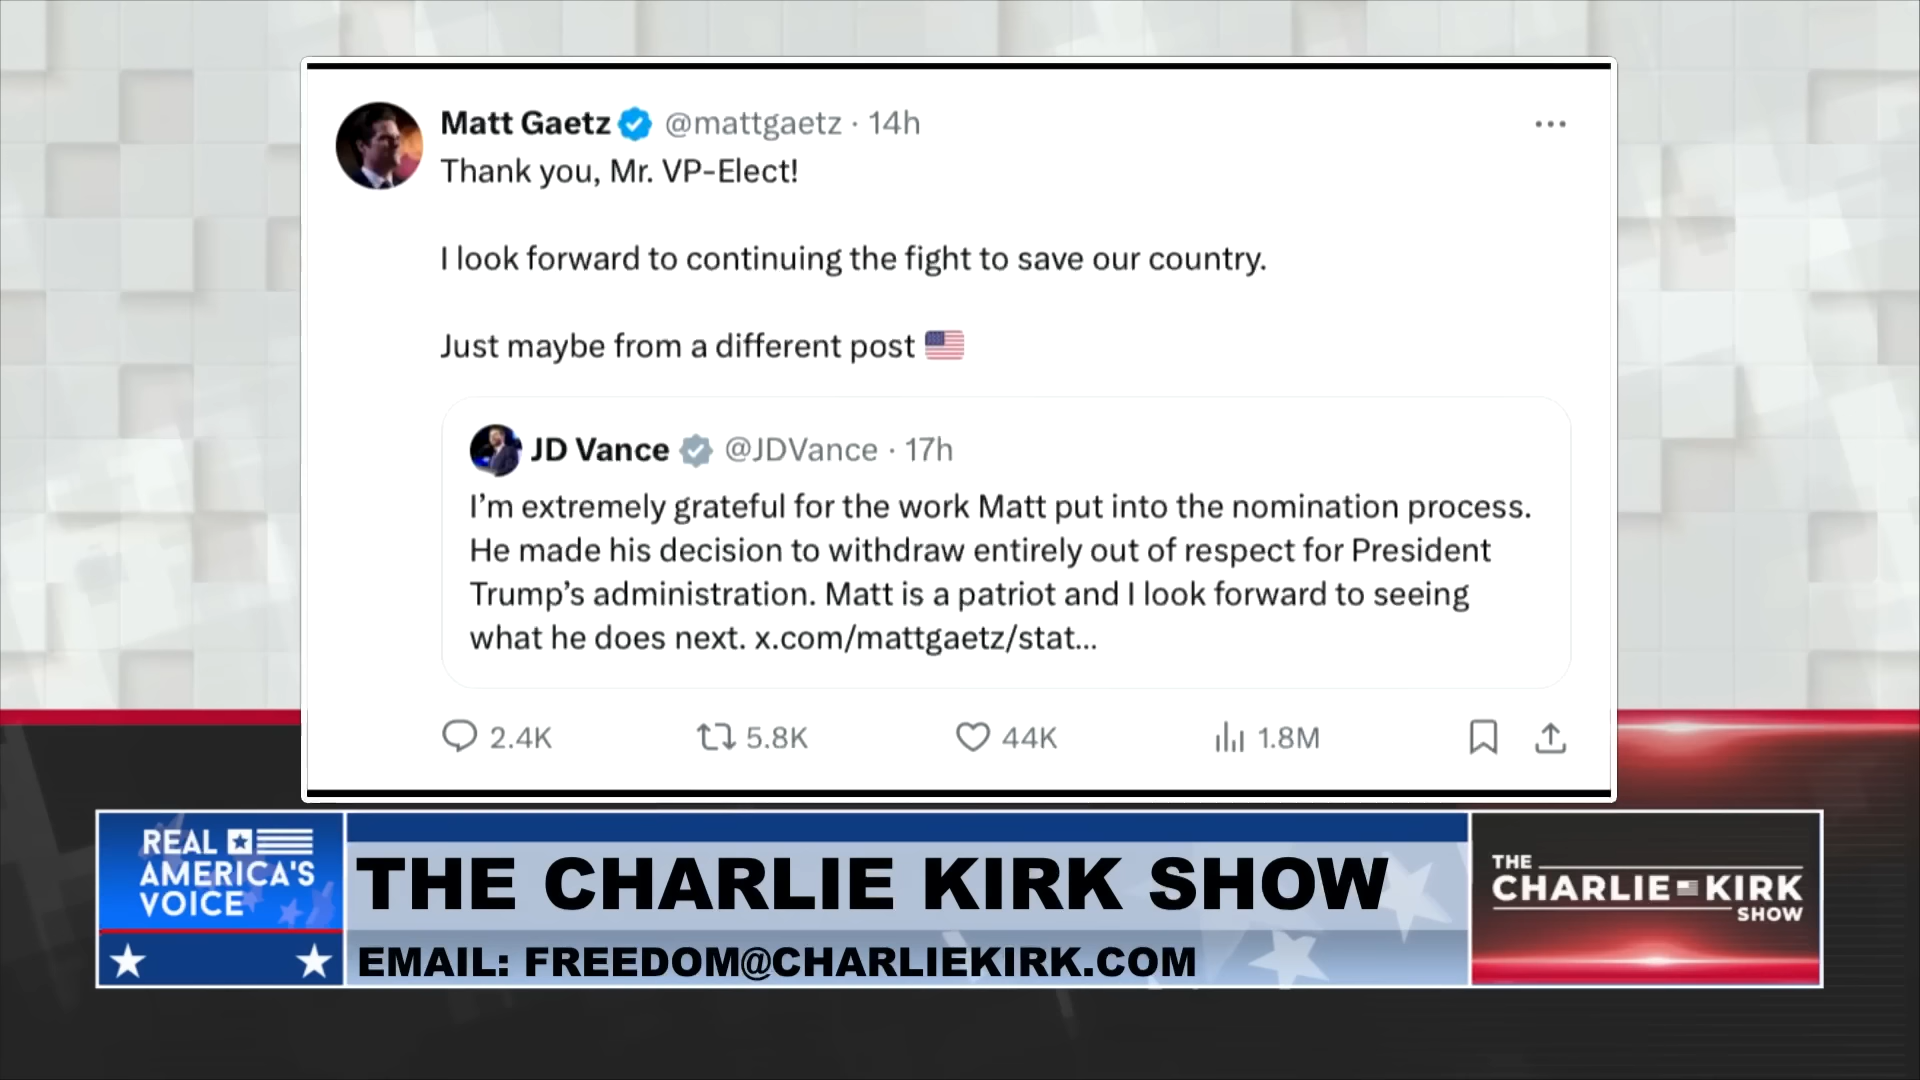 Matt Gaetz @mattgaetz · 14h
Thank you, Mr. VP-Elect!
I look forward to continuing the fight to save our country.
Just maybe from a different post 🇺🇸
JD Vance @JDVance · 17h
I’m extremely grateful for the work Matt put into the nomination process.
He made his decision to withdraw entirely out of respect for President
Trump’s administration. Matt is a patriot and I look forward to seeing
what he does next. x.com/mattgaetz/stat...
2.4K 5.8K 44K 1.8M
REAL
AMERICA'S
VOICE
THE CHARLIE KIRK SHOW
EMAIL: FREEDOM@CHARLIEKIRK.COM
THE
CHARLIE KIRK
SHOW